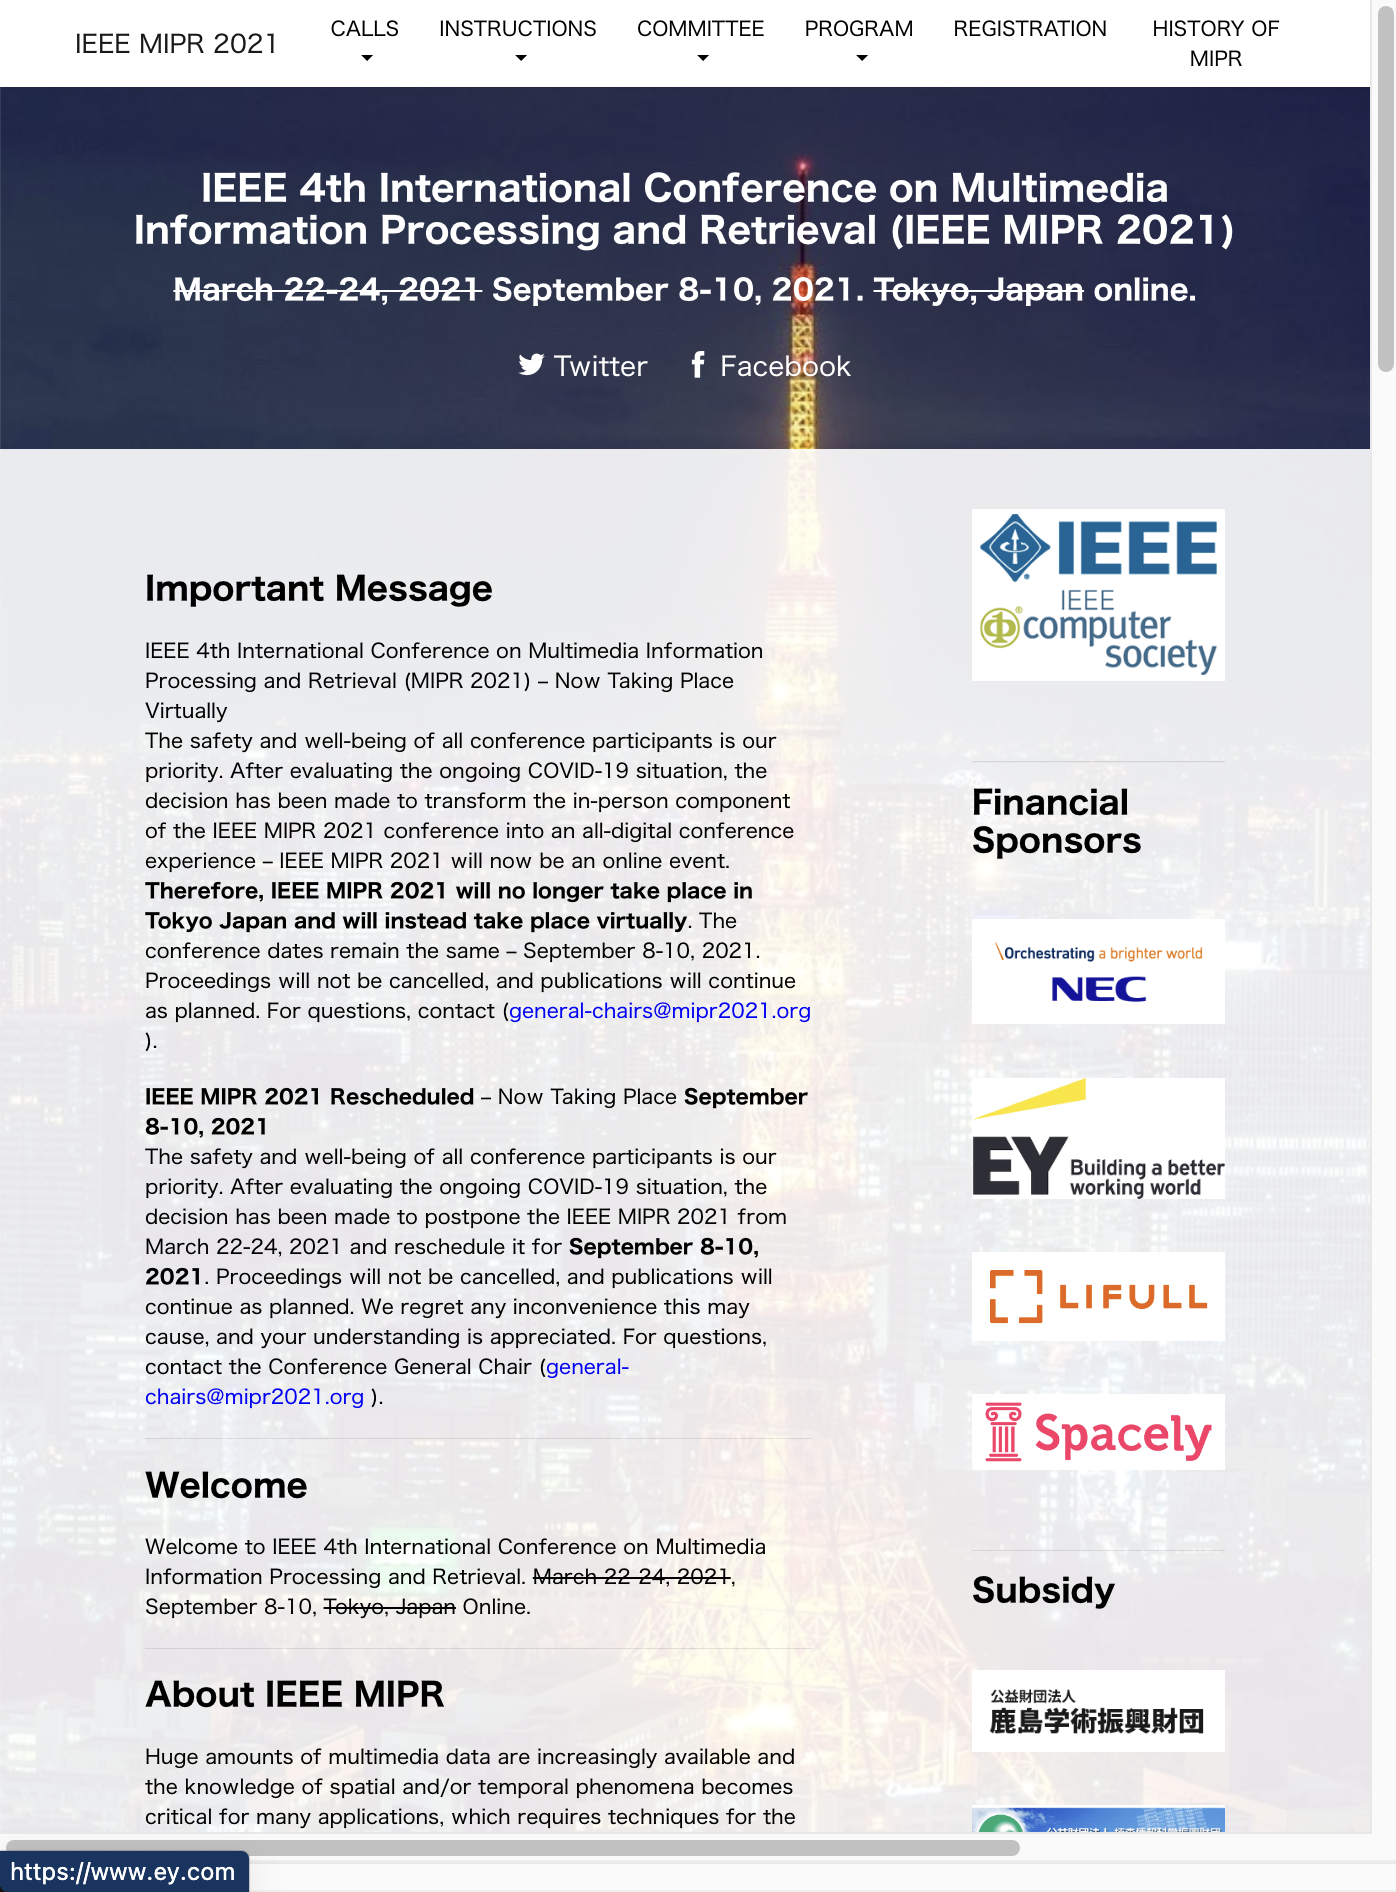 IEEE MIPR 2021
CALLS
INSTRUCTIONS
COMMITTEE
PROGRAM
REGISTRATION
HISTORY OF
MIPR
IEEE 4th International Conference on Multimedia
Information Processing and Retrieval (IEEE MIPR 2021)
March 22-24, 2021 September 8-10, 2021. Tokyo, Japan online.
Twitter
Facebook
Important Message
IEEE 4th International Conference on Multimedia Information
Processing and Retrieval (MIPR 2021) – Now Taking Place
Virtually
The safety and well-being of all conference participants is our
priority. After evaluating the ongoing COVID-19 situation, the
decision has been made to transform the in-person component
of the IEEE MIPR 2021 conference into an all-digital conference
experience – IEEE MIPR 2021 will now be an online event.
Therefore, IEEE MIPR 2021 will no longer take place in
Tokyo Japan and will instead take place virtually. The
conference dates remain the same – September 8-10, 2021.
Proceedings will not be cancelled, and publications will continue
as planned. For questions, contact (general-chairs@mipr2021.org
).
IEEE MIPR 2021 Rescheduled – Now Taking Place September
8-10, 2021
The safety and well-being of all conference participants is our
priority. After evaluating the ongoing COVID-19 situation, the
decision has been made to postpone the IEEE MIPR 2021 from
March 22-24, 2021 and reschedule it for September 8-10,
2021. Proceedings will not be cancelled, and publications will
continue as planned. We regret any inconvenience this may
cause, and your understanding is appreciated. For questions,
contact the Conference General Chair (general-
chairs@mipr2021.org ).
Welcome
Welcome to IEEE 4th International Conference on Multimedia
Information Processing and Retrieval. March 22-24, 2021,
September 8-10, Tokyo, Japan Online.
About IEEE MIPR
Huge amounts of multimedia data are increasingly available and
the knowledge of spatial and/or temporal phenomena becomes
critical for many applications, which requires techniques for the
IEEE
IEEE
computer
society
Financial
Sponsors
\Orchestrating a brighter world
NEC
EY Building a better
working world
LIFULL
Spacely
Subsidy
公益財団法人
鹿島学術振興財団
https://www.ey.com